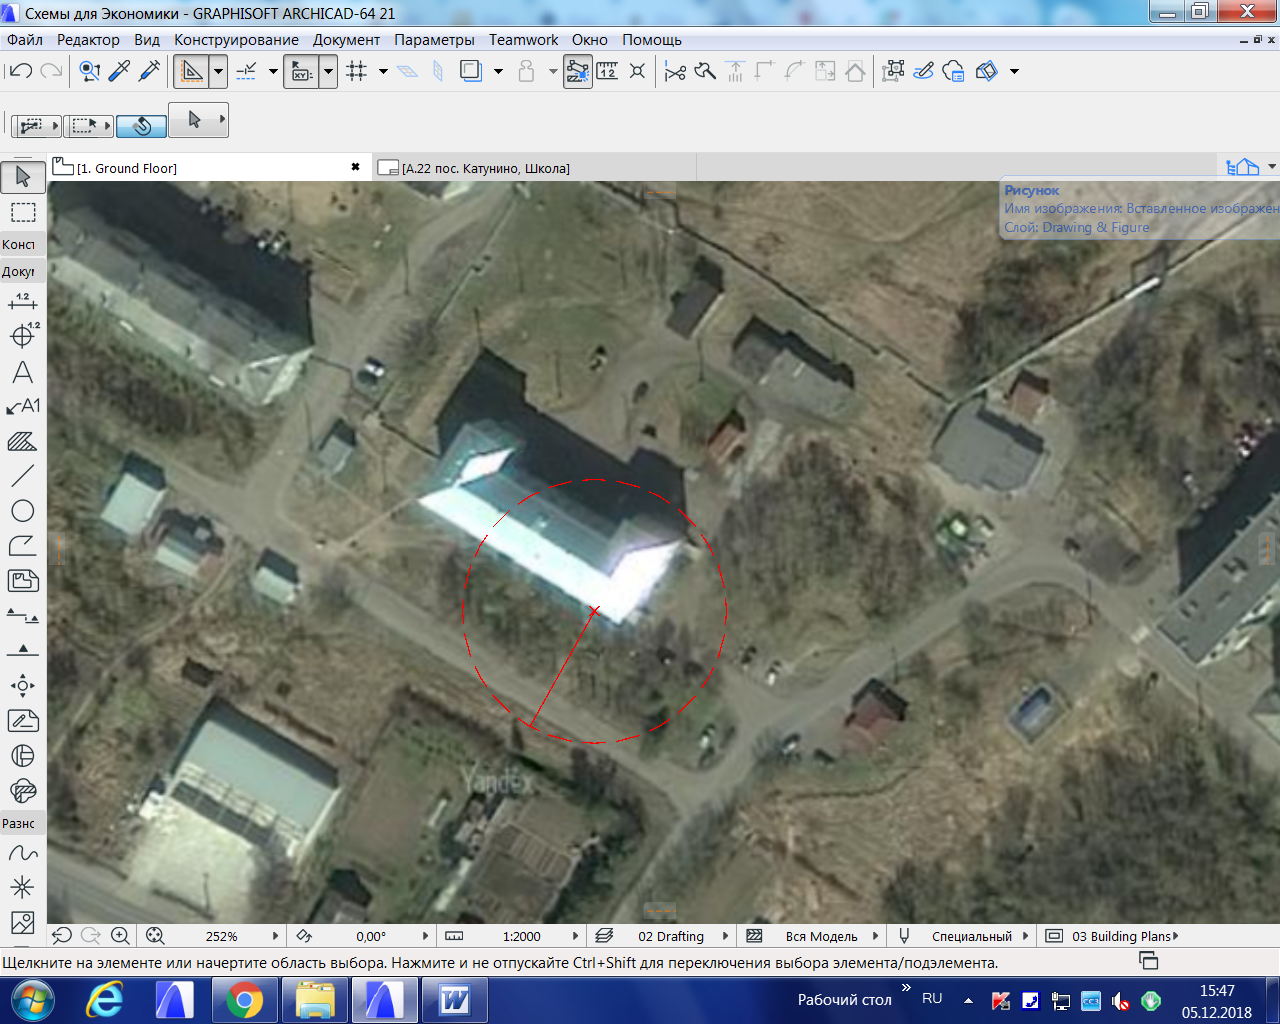 Схемы для Экономики - GRAPHISOFT ARCHICAD-64 21
Файл Редактор Вид Конструирование Документ Параметры Teamwork Окно Помощь
[1. Ground Floor]
[А.22 пос. Катунино, Школа]
Рисунок
Имя изображения: Вставленное изображен
Слой: Drawing & Figure
Конст
Докум
Разнс
Yandex
252% 0,00° 1:2000 02 Drafting Вся Модель Специальный 03 Building Plans
Щелкните на элементе или начертите область выбора. Нажмите и не отпускайте Ctrl+Shift для переключения выбора элемента/подэлемента.
Рабочий стол » RU 15:47
05.12.2018